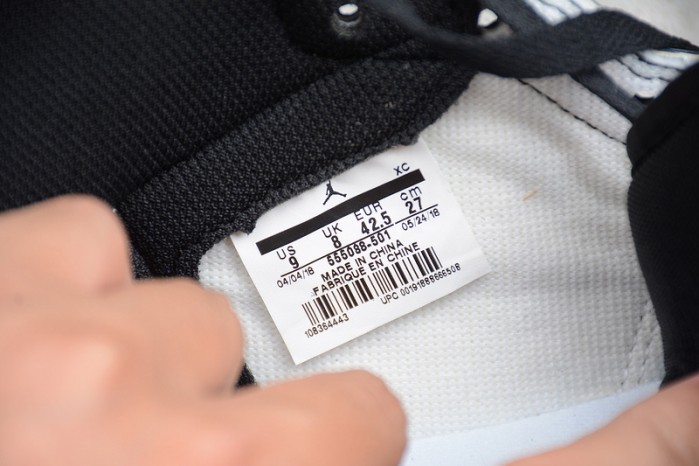 XC
US UK EUR cm
9 8 42.5 27
04/04/18 555088-501 05/24/18
MADE IN CHINA
FABRIQUE EN CHINE
108354443 UPC 00191888666508